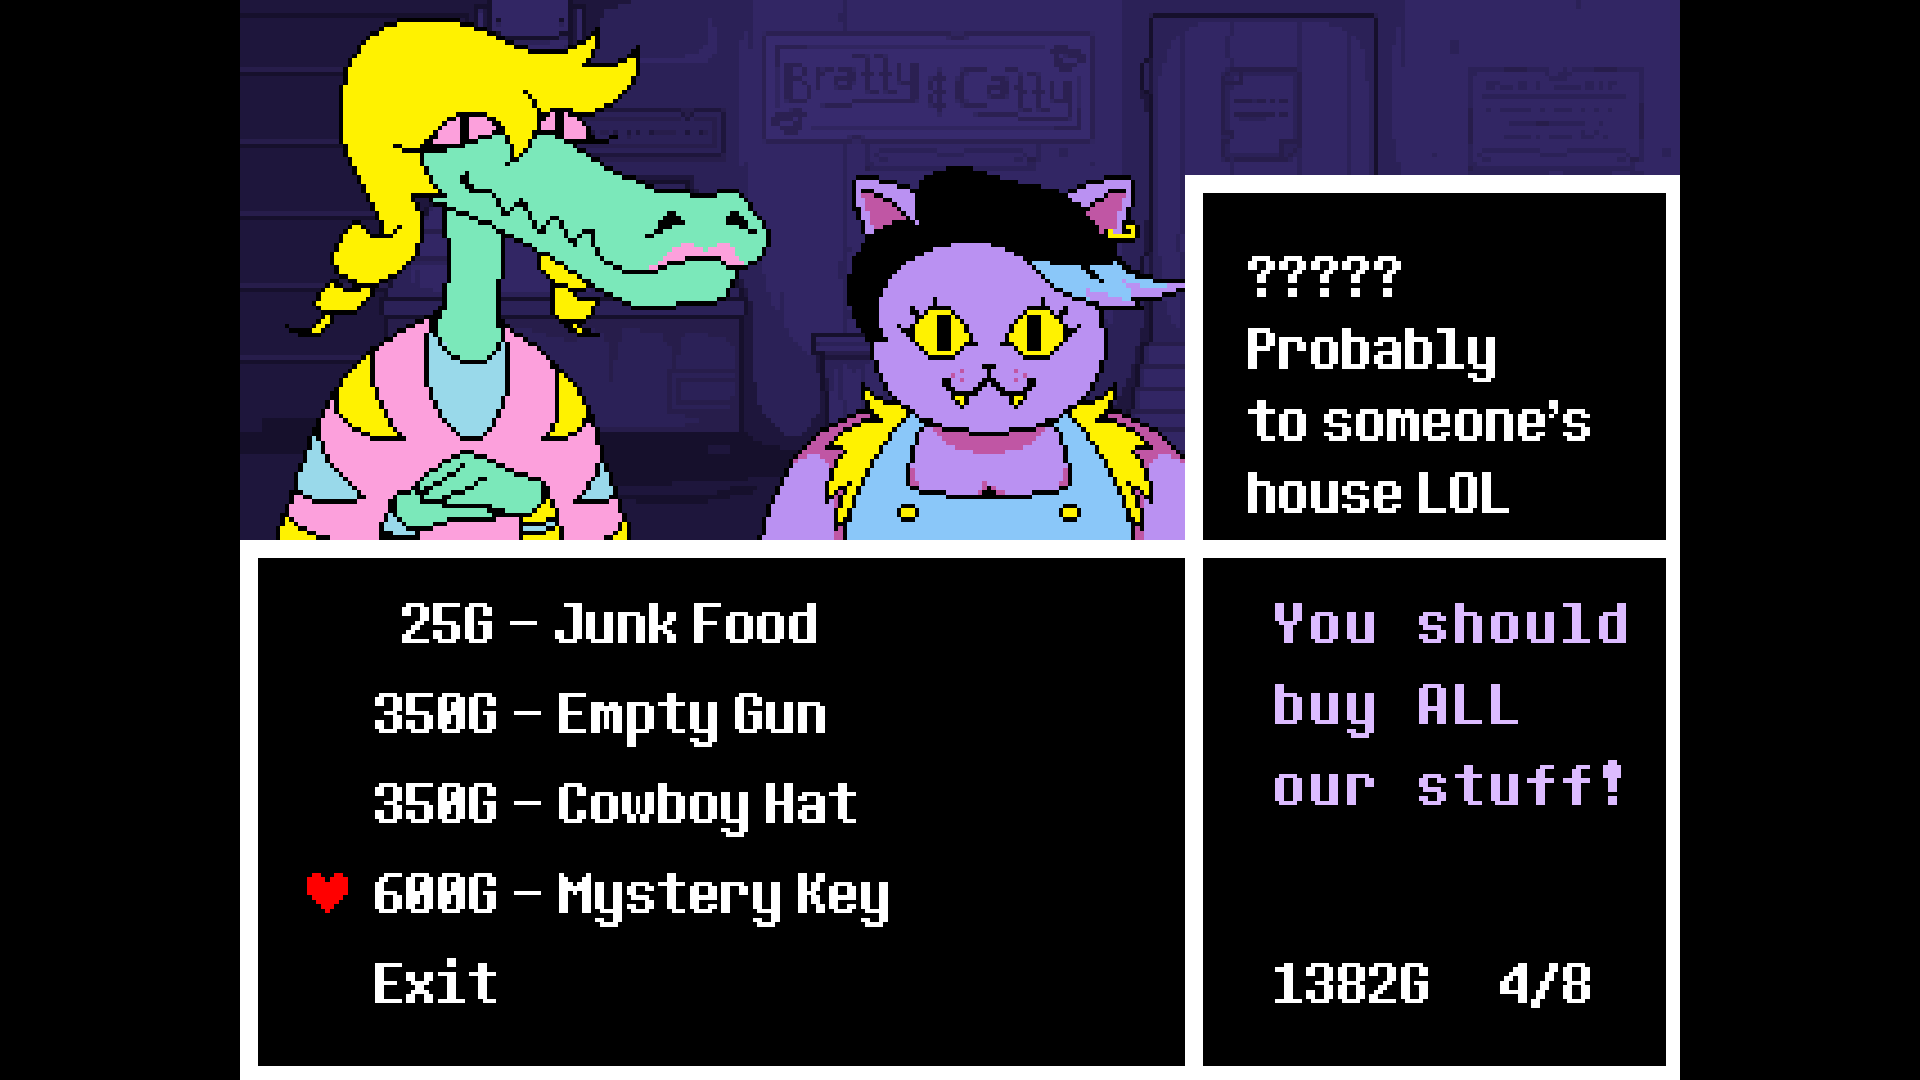 Bratty & Catty
?????
Probably
to someone's
house LOL
25G - Junk Food
350G - Empty Gun
350G - Cowboy Hat
600G - Mystery Key
Exit
You should
buy ALL
our stuff!
1382G 4/8